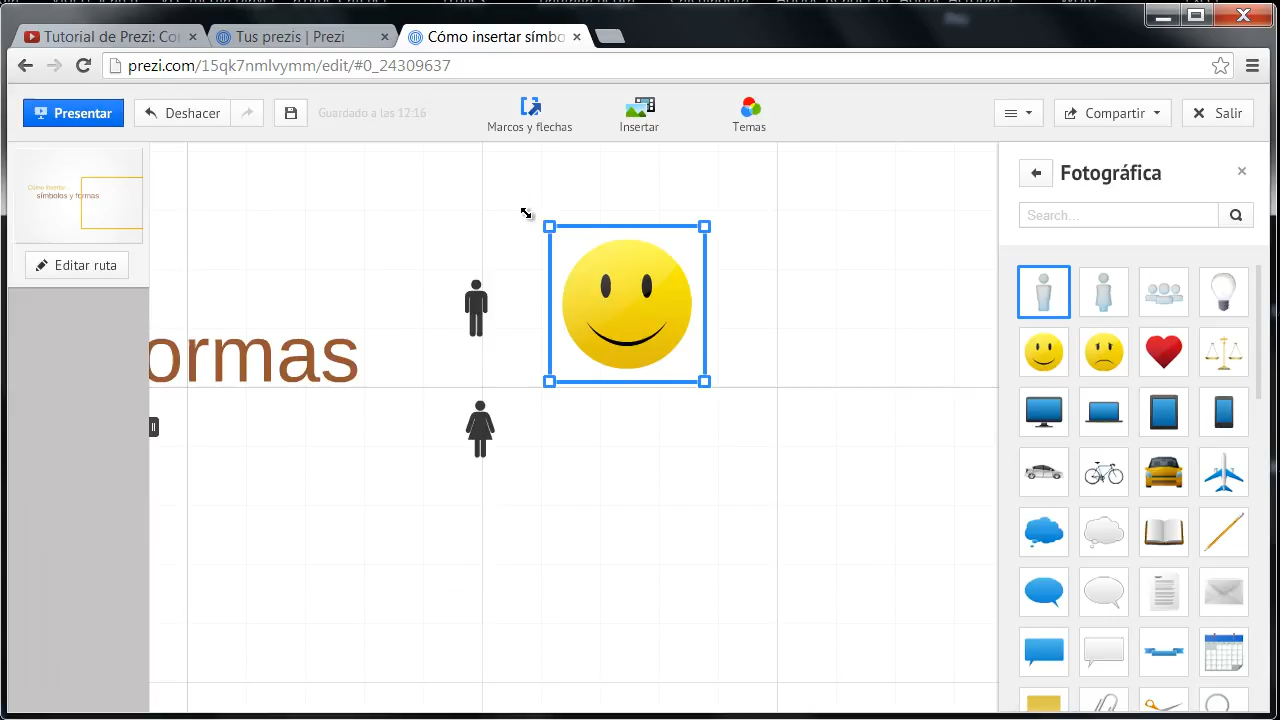 Tutorial de Prezi: Co
Tus prezis | Prezi
Cómo insertar símbo
prezi.com/15qk7nmlvymm/edit/#0_24309637
Presentar
Deshacer
Guardado a las 12:16
Marcos y flechas
Insertar
Temas
Compartir
Salir
Cómo insertar
símbolos y formas
Editar ruta
ormas
Fotográfica
Search...